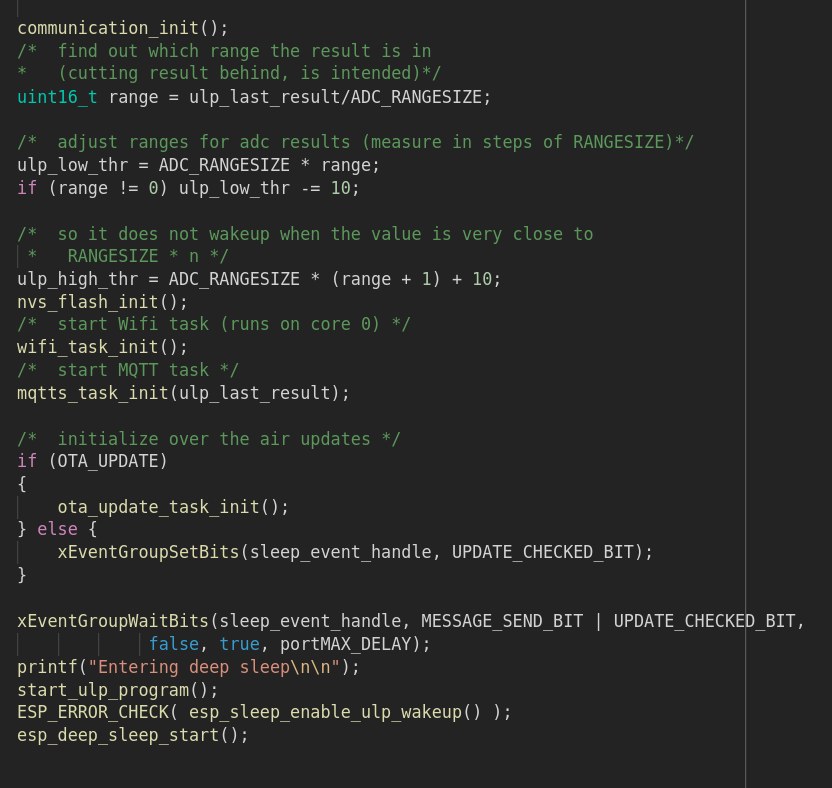 communication_init();
/*  find out which range the result is in
*   (cutting result behind, is intended)*/
uint16_t range = ulp_last_result/ADC_RANGESIZE;

/*  adjust ranges for adc results (measure in steps of RANGESIZE)*/
ulp_low_thr = ADC_RANGESIZE * range;
if (range != 0) ulp_low_thr -= 10;

/*  so it does not wakeup when the value is very close to
 *   RANGESIZE * n */
ulp_high_thr = ADC_RANGESIZE * (range + 1) + 10;
nvs_flash_init();
/*  start Wifi task (runs on core 0) */
wifi_task_init();
/*  start MQTT task */
mqtts_task_init(ulp_last_result);

/*  initialize over the air updates */
if (OTA_UPDATE)
{
    ota_update_task_init();
} else {
    xEventGroupSetBits(sleep_event_handle, UPDATE_CHECKED_BIT);
}

xEventGroupWaitBits(sleep_event_handle, MESSAGE_SEND_BIT | UPDATE_CHECKED_BIT,
             false, true, portMAX_DELAY);
printf("Entering deep sleep\n\n");
start_ulp_program();
ESP_ERROR_CHECK( esp_sleep_enable_ulp_wakeup() );
esp_deep_sleep_start();